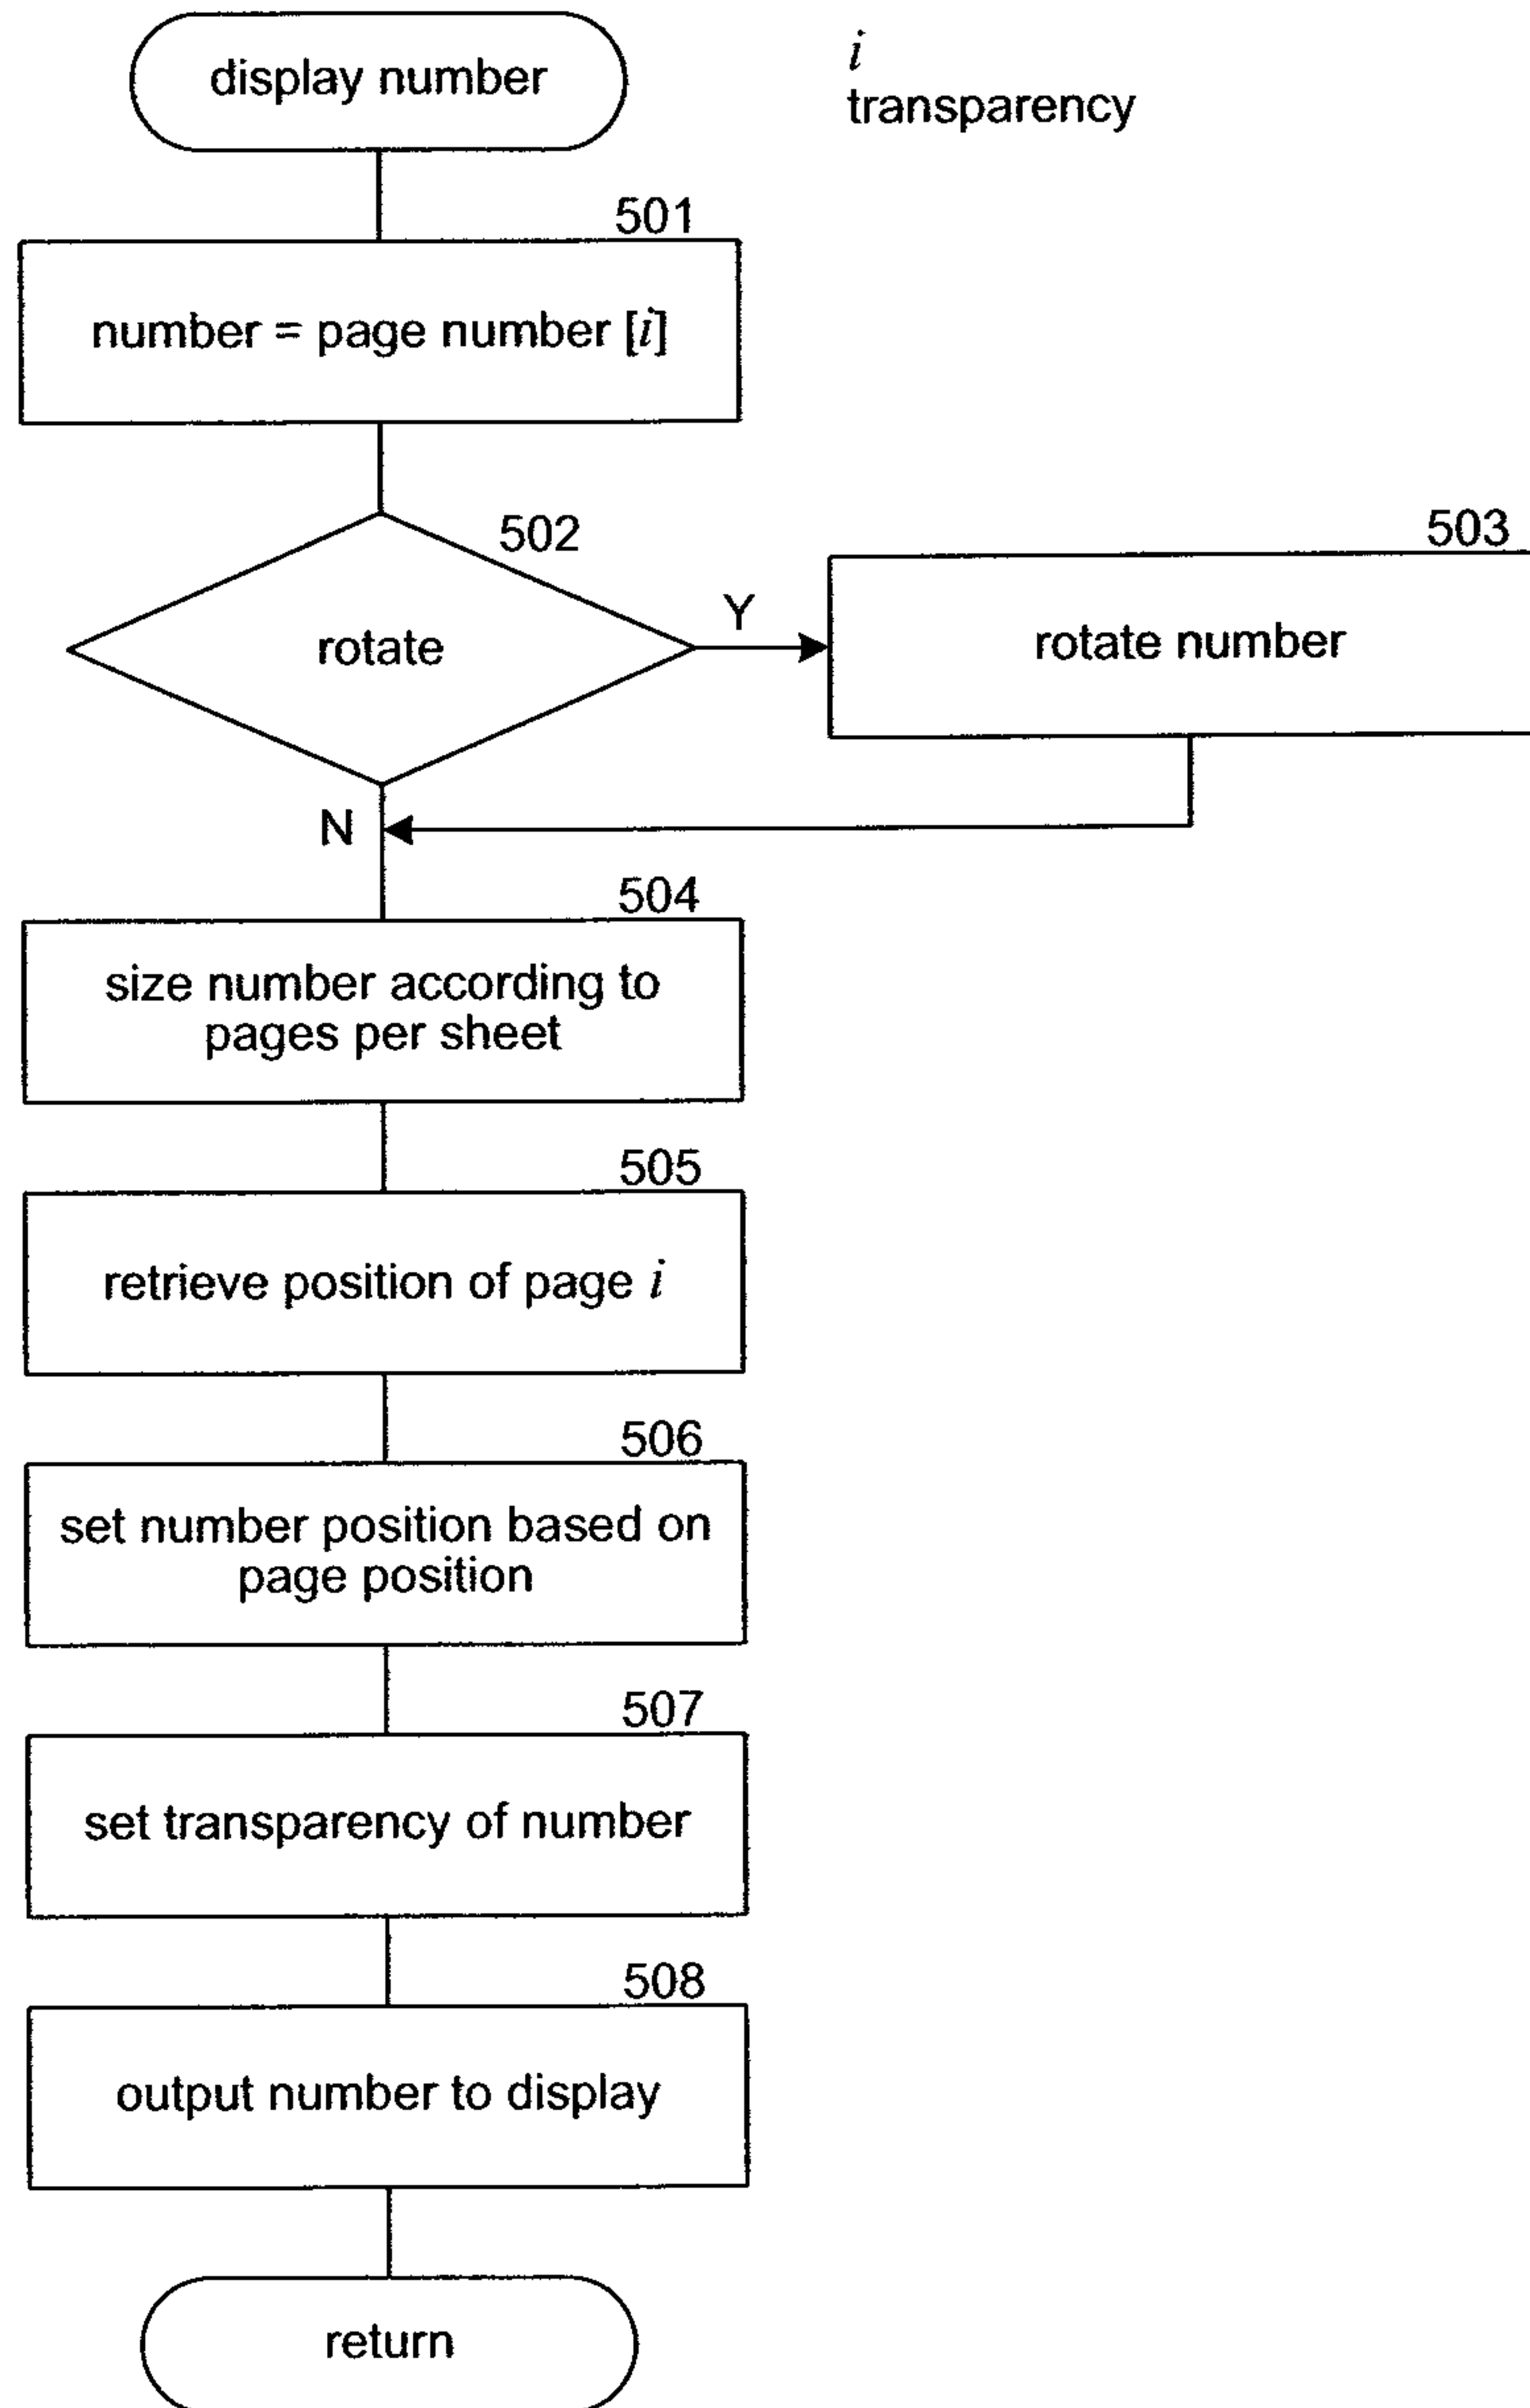 display number
i
transparency
501
number = page number [i]
502
rotate
Y
503
rotate number
N
504
size number according to
pages per sheet
505
retrieve position of page i
506
set number position based on
page position
507
set transparency of number
508
output number to display
return